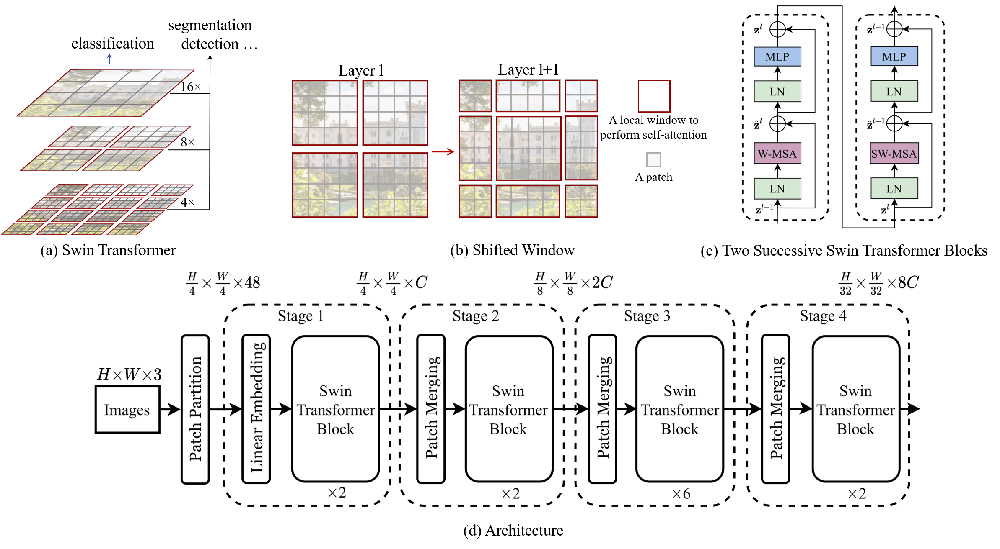 segmentation
classification
detection …
16×
8×
4×
(a) Swin Transformer
Layer l
Layer l+1
A local window to
perform self-attention
A patch
(b) Shifted Window
z^l
MLP
LN
ẑ^l
W-MSA
LN
z^{l−1}
z^{l+1}
MLP
LN
ẑ^{l+1}
SW-MSA
LN
z^l
(c) Two Successive Swin Transformer Blocks
H/4 × W/4 × 48
H/4 × W/4 × C
H/8 × W/8 × 2C
H/32 × W/32 × 8C
H×W×3
Images
Patch Partition
Stage 1
Linear Embedding
Swin
Transformer
Block
×2
Stage 2
Patch Merging
Swin
Transformer
Block
×2
Stage 3
Patch Merging
Swin
Transformer
Block
×6
Stage 4
Patch Merging
Swin
Transformer
Block
×2
(d) Architecture